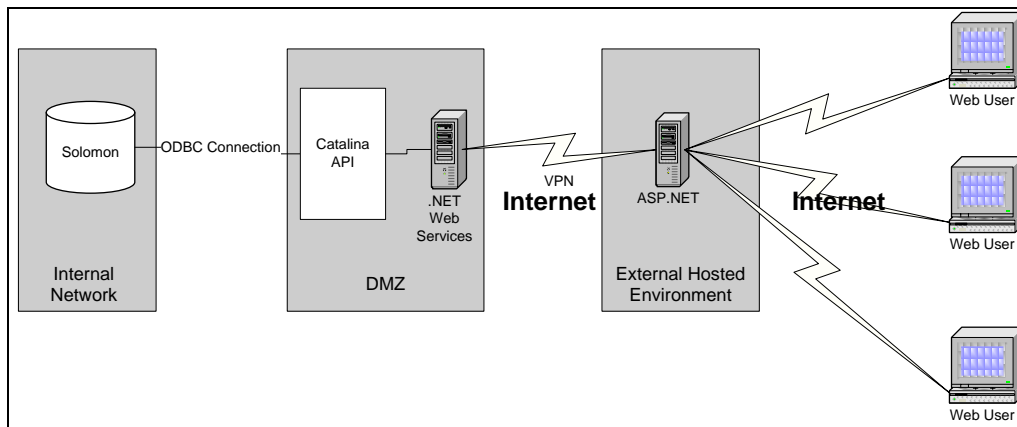 Solomon
ODBC Connection
Internal
Network
Catalina
API
.NET
Web
Services
DMZ
VPN
Internet
ASP.NET
External Hosted
Environment
Internet
Web User
Web User
Web User